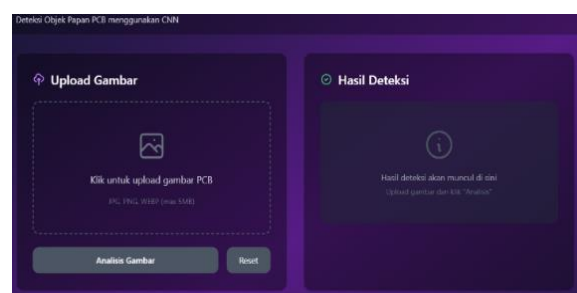 Deteksi Objek Papan PCB menggunakan CNN
Upload Gambar
Klik untuk upload gambar PCB
JPG, PNG, WEBP (max 5MB)
Analisis Gambar
Reset
Hasil Deteksi
Hasil deteksi akan muncul di sini
Upload gambar dan klik "Analisis"